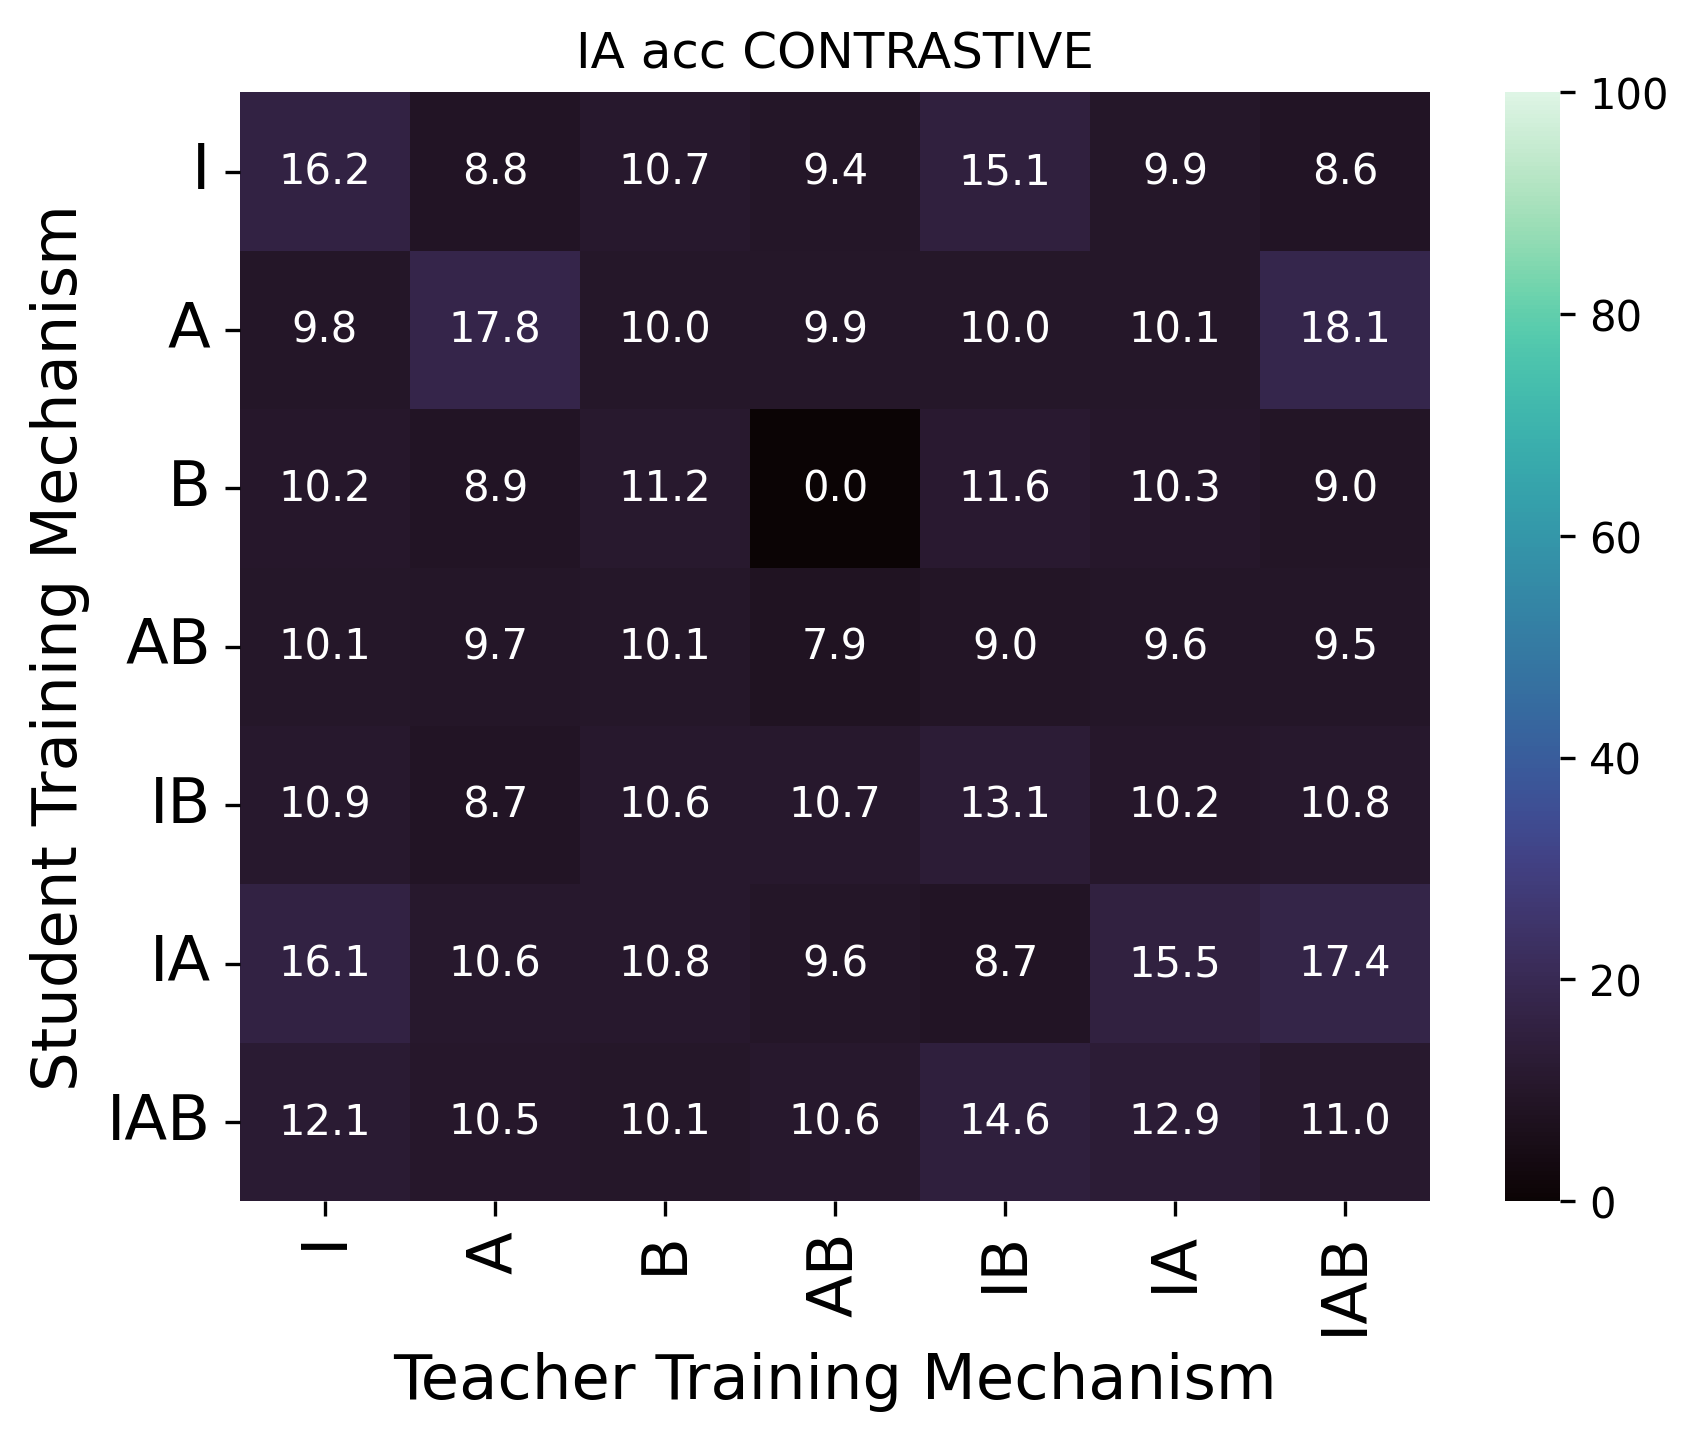 IA acc CONTRASTIVE
Student Training Mechanism
I 16.2 8.8 10.7 9.4 15.1 9.9 8.6
A 9.8 17.8 10.0 9.9 10.0 10.1 18.1
B 10.2 8.9 11.2 0.0 11.6 10.3 9.0
AB 10.1 9.7 10.1 7.9 9.0 9.6 9.5
IB 10.9 8.7 10.6 10.7 13.1 10.2 10.8
IA 16.1 10.6 10.8 9.6 8.7 15.5 17.4
IAB 12.1 10.5 10.1 10.6 14.6 12.9 11.0
I A B AB IB IA IAB
Teacher Training Mechanism
100
80
60
40
20
0